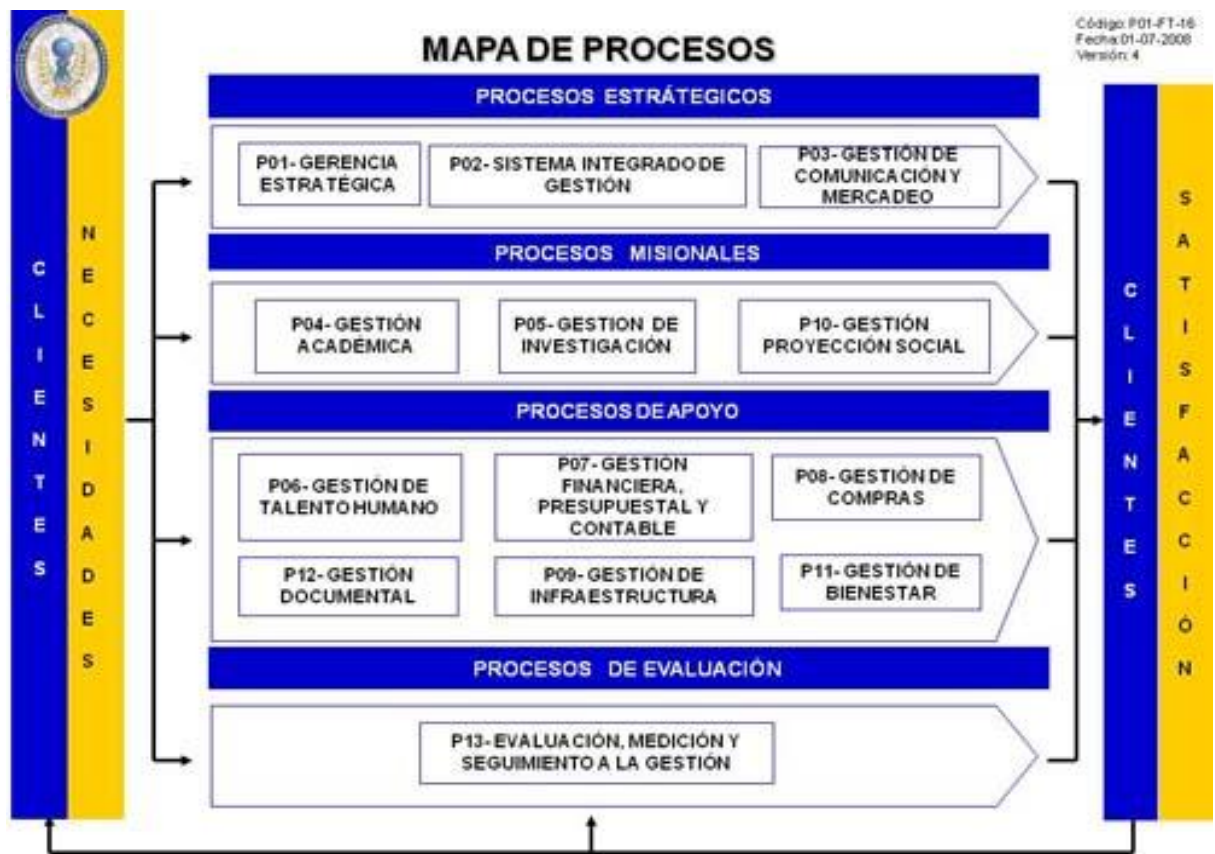 Código: P01-FT-16
Fecha:01-07-2008
Versión: 4
MAPA DE PROCESOS
CLIENTES
NECESIDADES
PROCESOS ESTRÁTEGICOS
P01- GERENCIA
ESTRATÉGICA
P02- SISTEMA INTEGRADO DE
GESTIÓN
P03- GESTIÓN DE
COMUNICACIÓN Y
MERCADEO
PROCESOS MISIONALES
P04- GESTIÓN
ACADÉMICA
P05- GESTION DE
INVESTIGACIÓN
P10- GESTIÓN
PROYECCIÓN SOCIAL
PROCESOS DE APOYO
P06- GESTIÓN DE
TALENTO HUMANO
P07- GESTIÓN
FINANCIERA,
PRESUPUESTAL Y
CONTABLE
P08- GESTIÓN DE
COMPRAS
P12- GESTIÓN
DOCUMENTAL
P09- GESTIÓN DE
INFRAESTRUCTURA
P11- GESTIÓN DE
BIENESTAR
PROCESOS DE EVALUACIÓN
P13- EVALUACIÓN, MEDICIÓN Y
SEGUIMIENTO A LA GESTIÓN
CLIENTES
SATISFACCIÓN